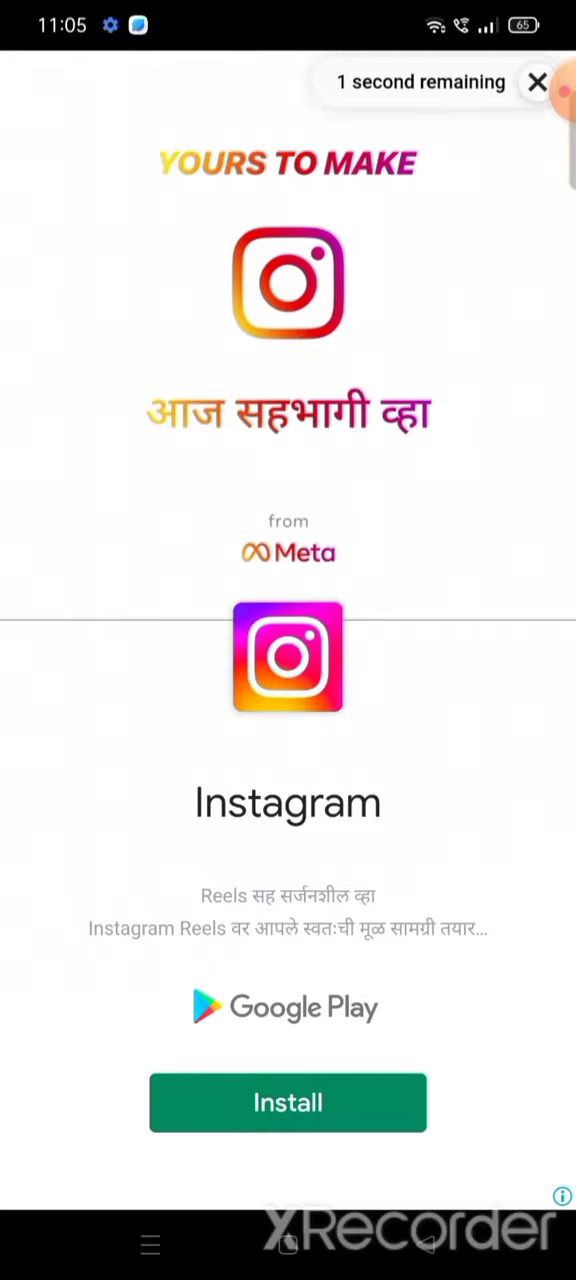 11:05
65
1 second remaining
YOURS TO MAKE
आज सहभागी व्हा
from
Meta
Instagram
Reels सह सर्जनशील व्हा
Instagram Reels वर आपले स्वतःची मूळ सामग्री तयार...
Google Play
Install
XRecorder